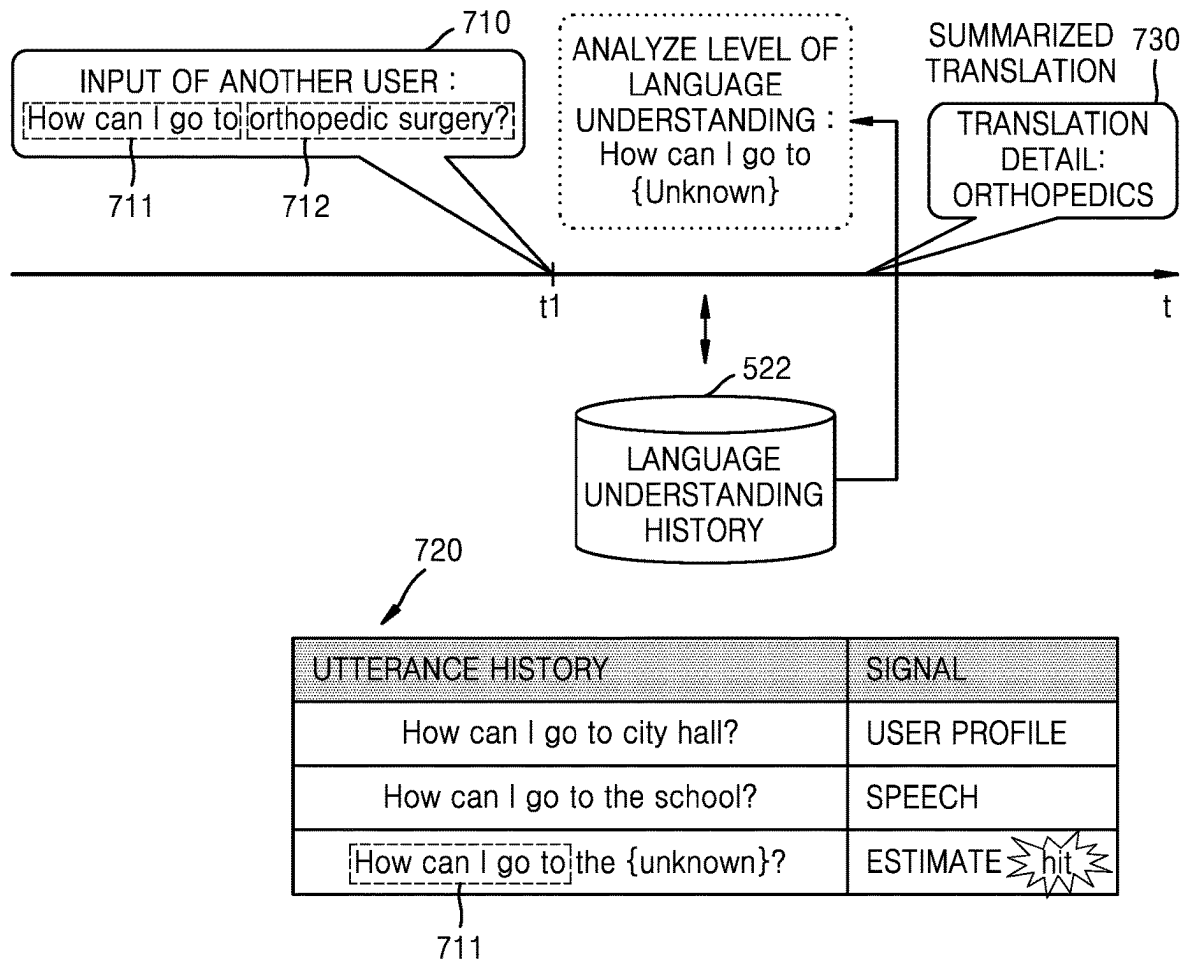 710
INPUT OF ANOTHER USER :
How can I go to orthopedic surgery?
711
712
ANALYZE LEVEL OF
LANGUAGE
UNDERSTANDING :
How can I go to
{Unknown}
SUMMARIZED
TRANSLATION
730
TRANSLATION
DETAIL:
ORTHOPEDICS
t1
t
522
LANGUAGE
UNDERSTANDING
HISTORY
720
UTTERANCE HISTORY SIGNAL
How can I go to city hall? USER PROFILE
How can I go to the school? SPEECH
How can I go to the {unknown}? ESTIMATE hit
711